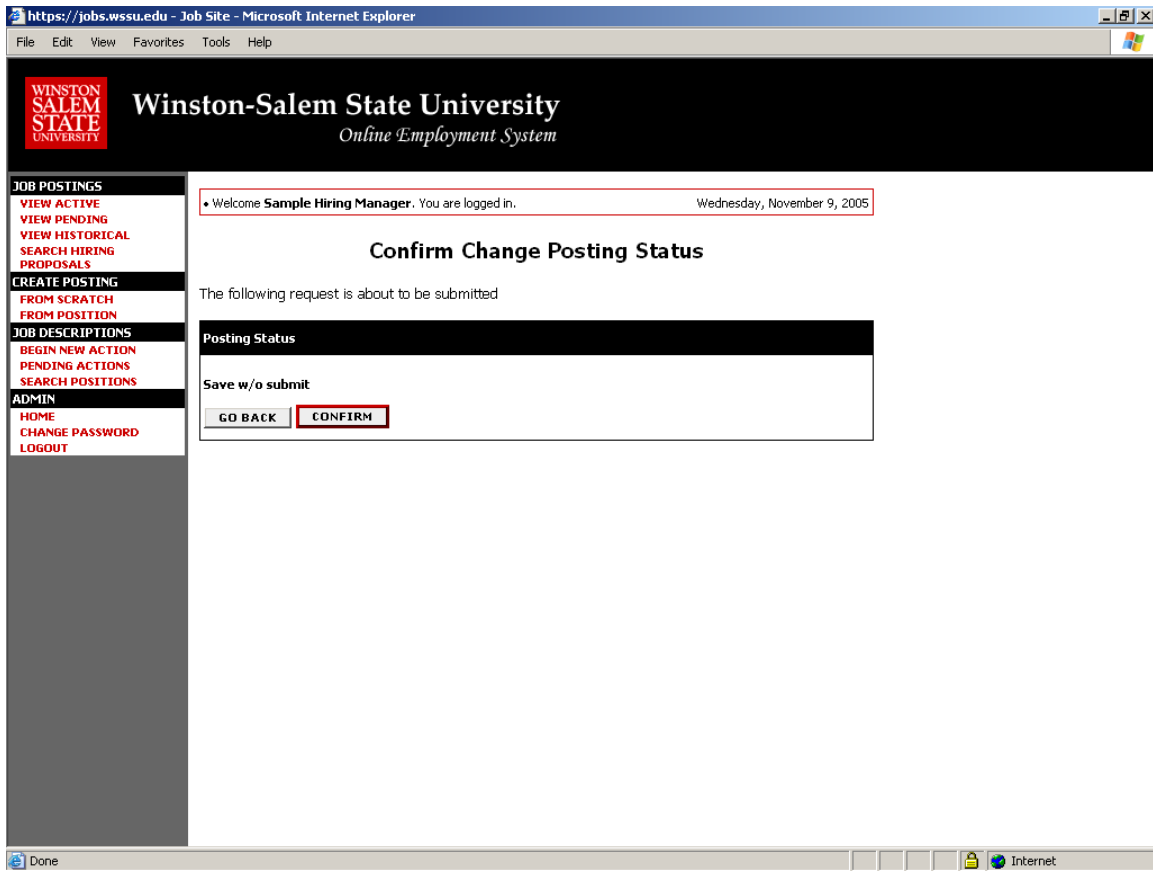 https://jobs.wssu.edu - Job Site - Microsoft Internet Explorer
File Edit View Favorites Tools Help
WINSTON
SALEM
STATE
UNIVERSITY
Winston-Salem State University
Online Employment System
JOB POSTINGS
VIEW ACTIVE
VIEW PENDING
VIEW HISTORICAL
SEARCH HIRING
PROPOSALS
CREATE POSTING
FROM SCRATCH
FROM POSITION
JOB DESCRIPTIONS
BEGIN NEW ACTION
PENDING ACTIONS
SEARCH POSITIONS
ADMIN
HOME
CHANGE PASSWORD
LOGOUT
• Welcome Sample Hiring Manager. You are logged in. Wednesday, November 9, 2005
Confirm Change Posting Status
The following request is about to be submitted
Posting Status
Save w/o submit
GO BACK CONFIRM
Done Internet